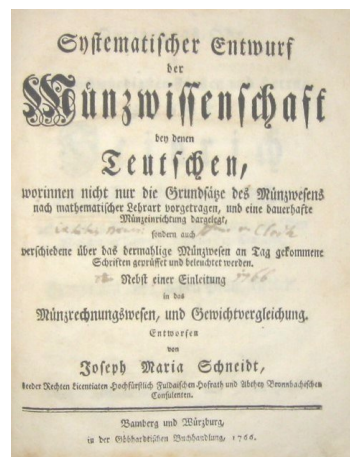 Systematischer Entwurf
der
Münzwissenschaft
bey denen
Teutschen,
worinnen nicht nur die Grundsätze des Münzwesens
nach mathematischer Lehrart vorgetragen, und eine dauerhafte
Münzeinrichtung dargelegt,
sondern auch
verschiedene über das dermahlige Münzwesen an Tag gekommene
Schriften geprüffet und beleuchtet werden.
Nebst einer Einleitung 1766
in das
Münzrechnungswesen, und Gewichtvergleichung.
Entworfen
von
Joseph Maria Schneidt,
beeder Rechten Licentiaten Hochfürstlich Fuldaischen Hofrath und Abthey Bronnbachischen
Consulenten.
Bamberg und Würzburg,
in der Göbhardtischen Buchhandlung, 1766.